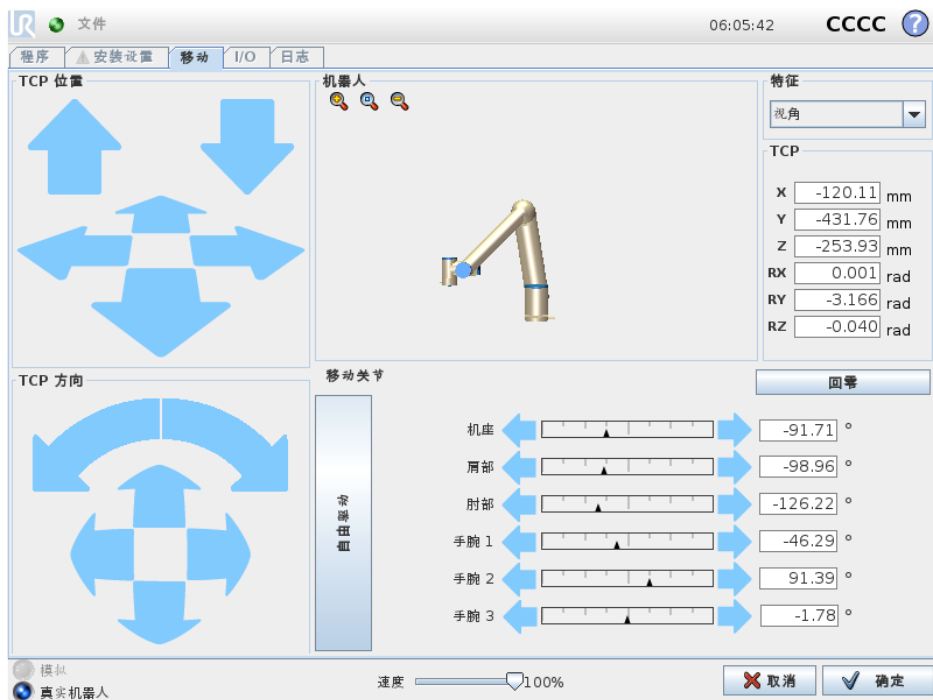 UR 文件 06:05:42 CCCC ?
程序 安装设置 移动 I/O 日志
TCP 位置
机器人
特征
视角
TCP
X -120.11 mm
Y -431.76 mm
Z -253.93 mm
RX 0.001 rad
RY -3.166 rad
RZ -0.040 rad
TCP 方向
移动关节
回零
自由驱动
机座 -91.71 °
肩部 -98.96 °
肘部 -126.22 °
手腕 1 -46.29 °
手腕 2 91.39 °
手腕 3 -1.78 °
模拟
真实机器人
速度 100%
取消
确定